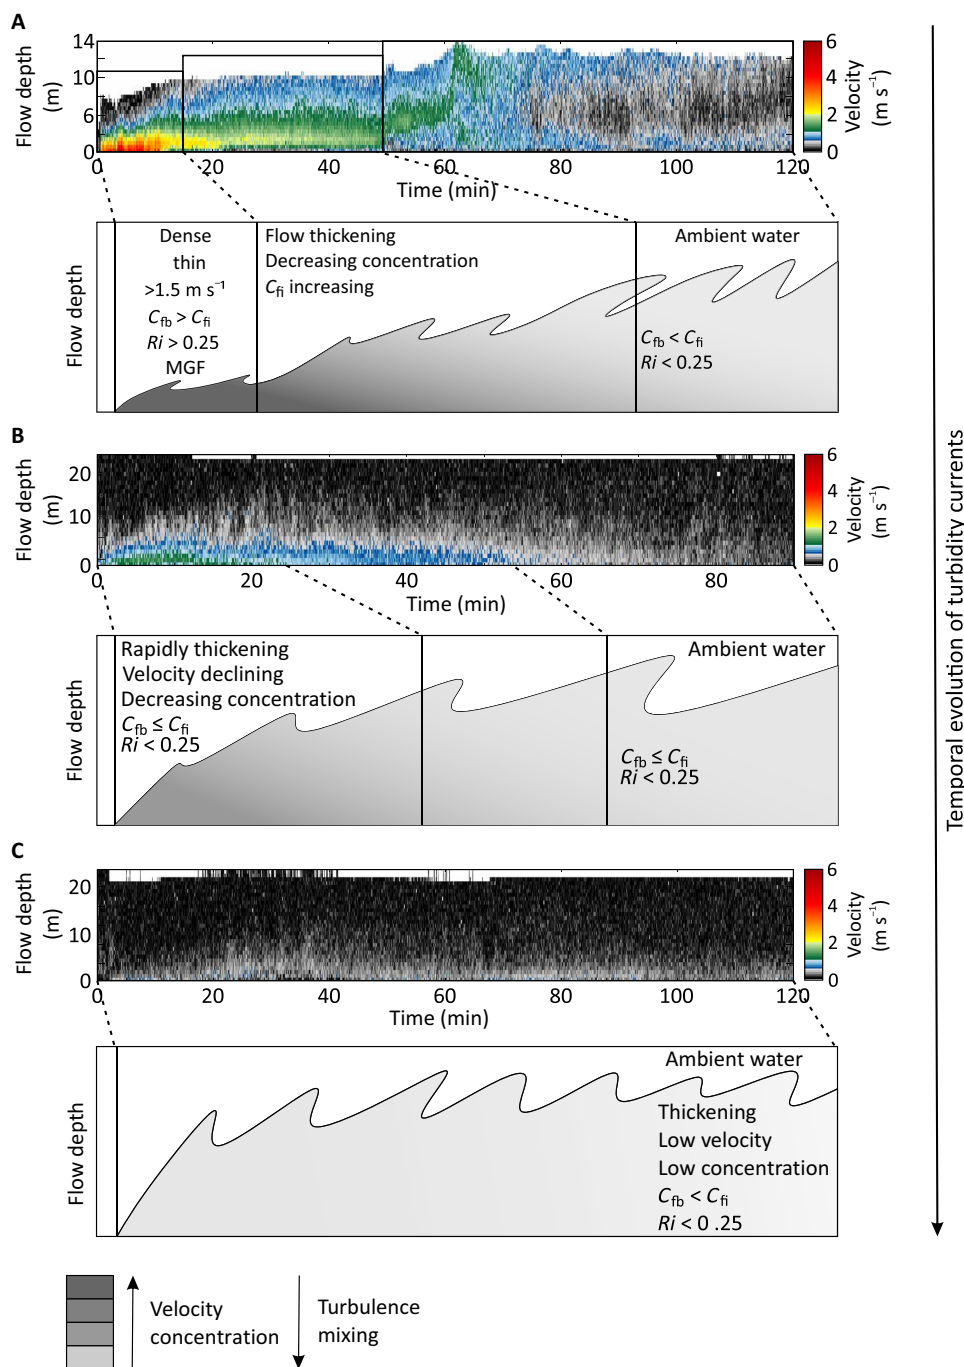 A
14
10
6
0
Flow depth
(m)
0
20
40
60
80
100
120
Time (min)
6
4
2
0
Velocity
(m s⁻¹)
Flow depth
Dense
thin
>1.5 m s⁻¹
Cfb > Cfi
Ri > 0.25
MGF
Flow thickening
Decreasing concentration
Cfi increasing
Ambient water
Cfb < Cfi
Ri < 0.25
B
20
10
0
Flow depth
(m)
0
20
40
60
80
Time (min)
6
4
2
0
Velocity
(m s⁻¹)
Flow depth
Rapidly thickening
Velocity declining
Decreasing concentration
Cfb ≤ Cfi
Ri < 0.25
Ambient water
Cfb ≤ Cfi
Ri < 0.25
C
20
10
0
Flow depth
(m)
0
20
40
60
80
100
120
Time (min)
6
4
2
0
Velocity
(m s⁻¹)
Flow depth
Ambient water
Thickening
Low velocity
Low concentration
Cfb < Cfi
Ri < 0 .25
Temporal evolution of turbidity currents
Velocity
concentration
Turbulence
mixing